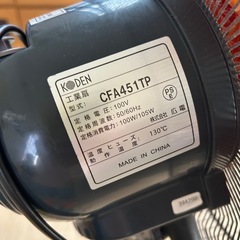 KODEN
工業扇
型式: CFA451TP
定格電圧: 100V
定格周波数: 50/60Hz
定格消費電力: 100W/105W
株式会社 広電
PS
E
温度ヒューズ
動作温度: 130℃
MADE IN CHINA